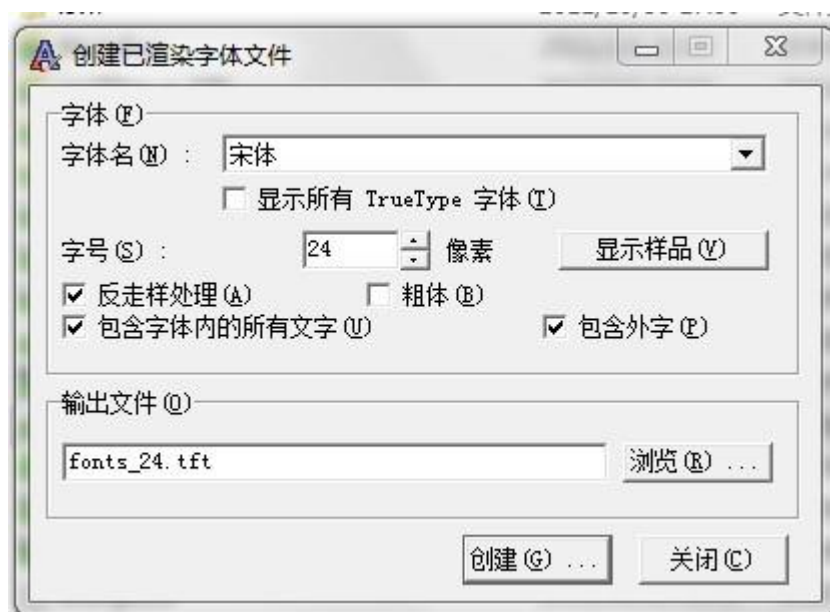 创建已渲染字体文件
字体(F)
字体名(N)：
宋体
显示所有 TrueType 字体(T)
字号(S)：
24
像素
显示样品(V)
反走样处理(A)
粗体(B)
包含字体内的所有文字(U)
包含外字(P)
输出文件(O)
fonts_24.tft
浏览(R) ...
创建(G) ...
关闭(C)